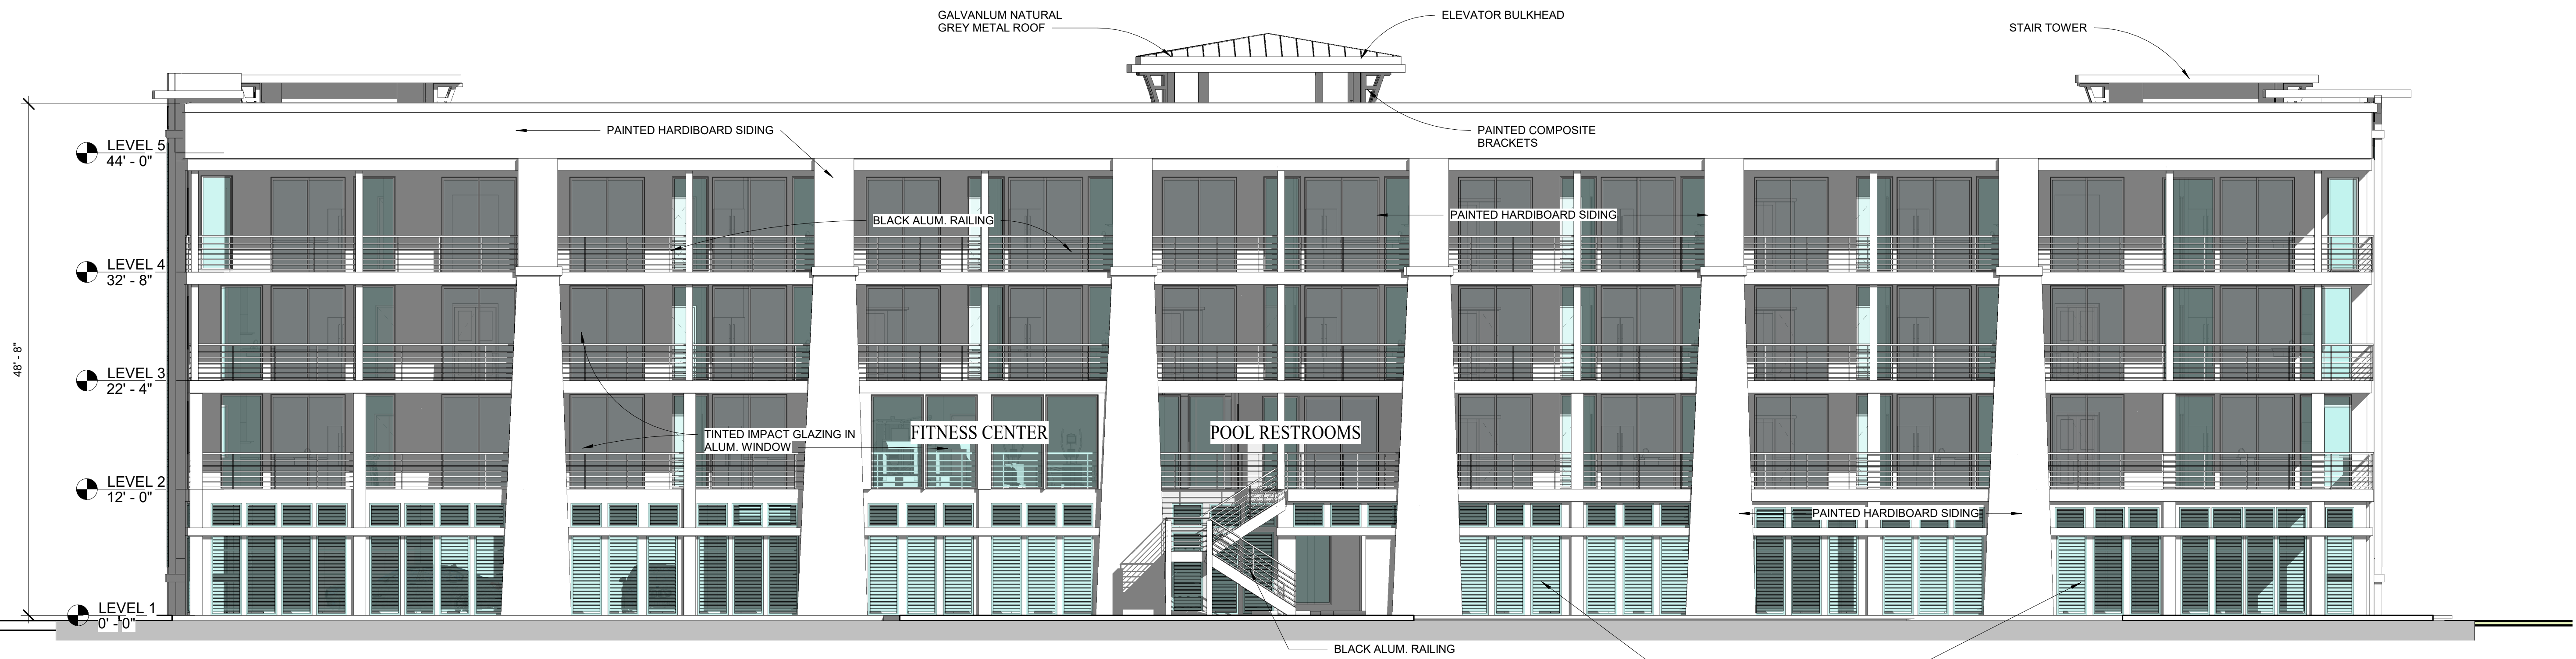 GALVANLUM NATURAL
GREY METAL ROOF
ELEVATOR BULKHEAD
STAIR TOWER
PAINTED HARDIBOARD SIDING
PAINTED COMPOSITE
BRACKETS
LEVEL 5
44' - 0"
BLACK ALUM. RAILING
PAINTED HARDIBOARD SIDING
LEVEL 4
32' - 8"
48' - 8"
LEVEL 3
22' - 4"
TINTED IMPACT GLAZING IN
ALUM. WINDOW
FITNESS CENTER
POOL RESTROOMS
LEVEL 2
12' - 0"
PAINTED HARDIBOARD SIDING
LEVEL 1
0' - 0"
BLACK ALUM. RAILING